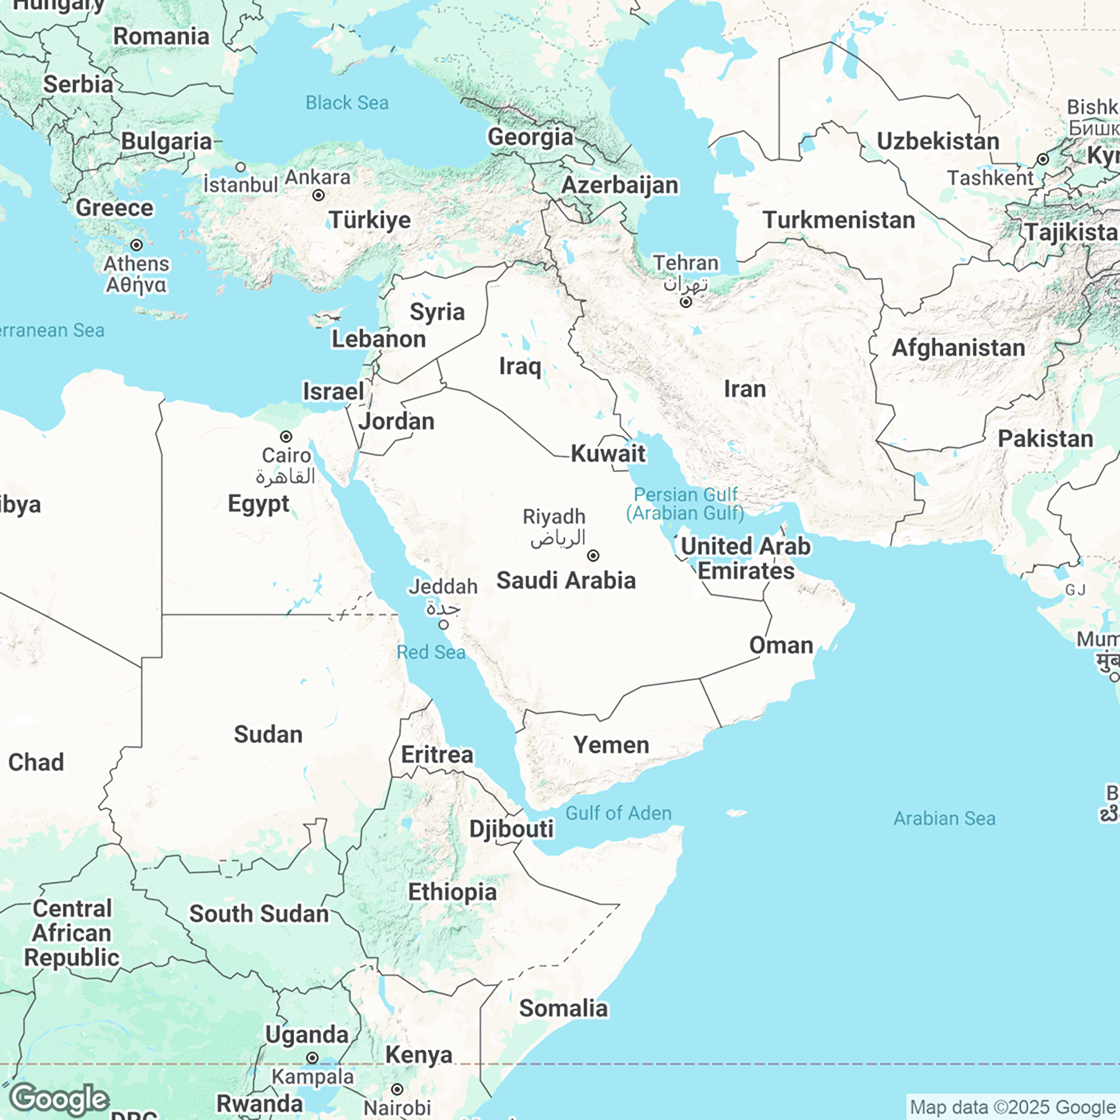 Hungary
Romania
Serbia
Black Sea
Bishk
Бишк
Bulgaria
Georgia
Uzbekistan
Kyr
İstanbul
Ankara
Azerbaijan
Tashkent
Greece
Türkiye
Turkmenistan
Tajikista
Athens
Αθήνα
Tehran
تهران
Syria
erranean Sea
Lebanon
Iraq
Afghanistan
Israel
Iran
Jordan
Pakistan
Cairo
القاهرة
Kuwait
ibya
Egypt
Persian Gulf
(Arabian Gulf)
Riyadh
الرياض
United Arab
Emirates
Saudi Arabia
Jeddah
جدة
GJ
Red Sea
Oman
Mum
मुंब
Sudan
Yemen
Chad
Eritrea
Gulf of Aden
Arabian Sea
B
ಬೆ
Djibouti
Ethiopia
Central
African
Republic
South Sudan
Somalia
Uganda
Kenya
Kampala
Rwanda
Nairobi
DRC
Google
Map data ©2025 Google